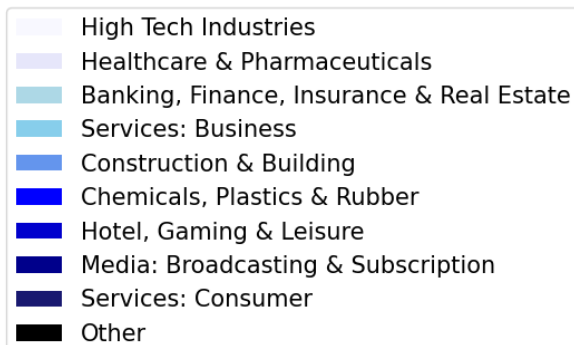 High Tech Industries
Healthcare & Pharmaceuticals
Banking, Finance, Insurance & Real Estate
Services: Business
Construction & Building
Chemicals, Plastics & Rubber
Hotel, Gaming & Leisure
Media: Broadcasting & Subscription
Services: Consumer
Other